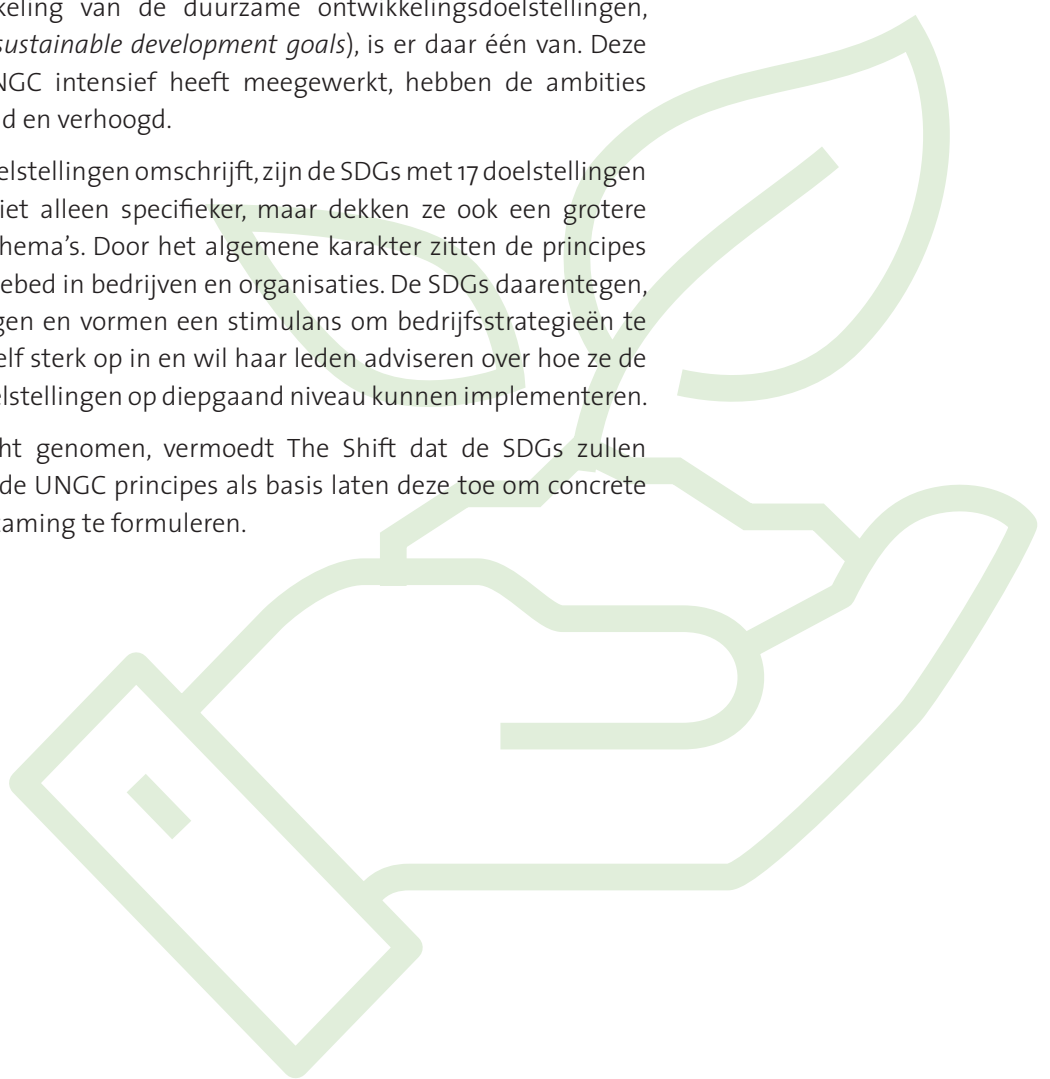 keling van de duurzame ontwikkelingsdoelstellingen,
sustainable development goals), is er daar één van. Deze
NGC intensief heeft meegewerkt, hebben de ambities
d en verhoogd.
elstellingen omschrijft, zijn de SDGs met 17 doelstellingen
iet alleen specifieker, maar dekken ze ook een grotere
hema's. Door het algemene karakter zitten de principes
ebed in bedrijven en organisaties. De SDGs daarentegen,
gen en vormen een stimulans om bedrijfsstrategieën te
elf sterk op in en wil haar leden adviseren over hoe ze de
elstellingen op diepgaand niveau kunnen implementeren.
ht genomen, vermoedt The Shift dat de SDGs zullen
de UNGC principes als basis laten deze toe om concrete
aming te formuleren.